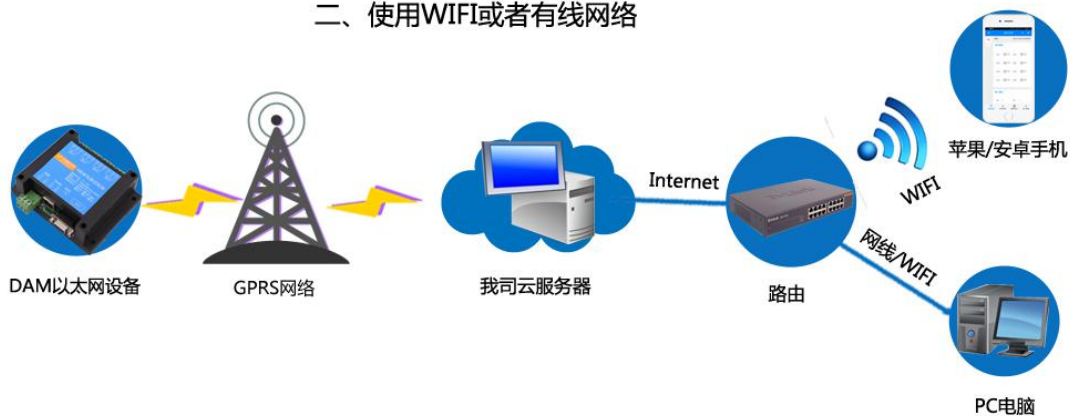 二、使用WIFI或者有线网络
苹果/安卓手机
Internet
WIFI
网线/WIFI
DAM以太网设备
GPRS网络
我司云服务器
路由
PC电脑